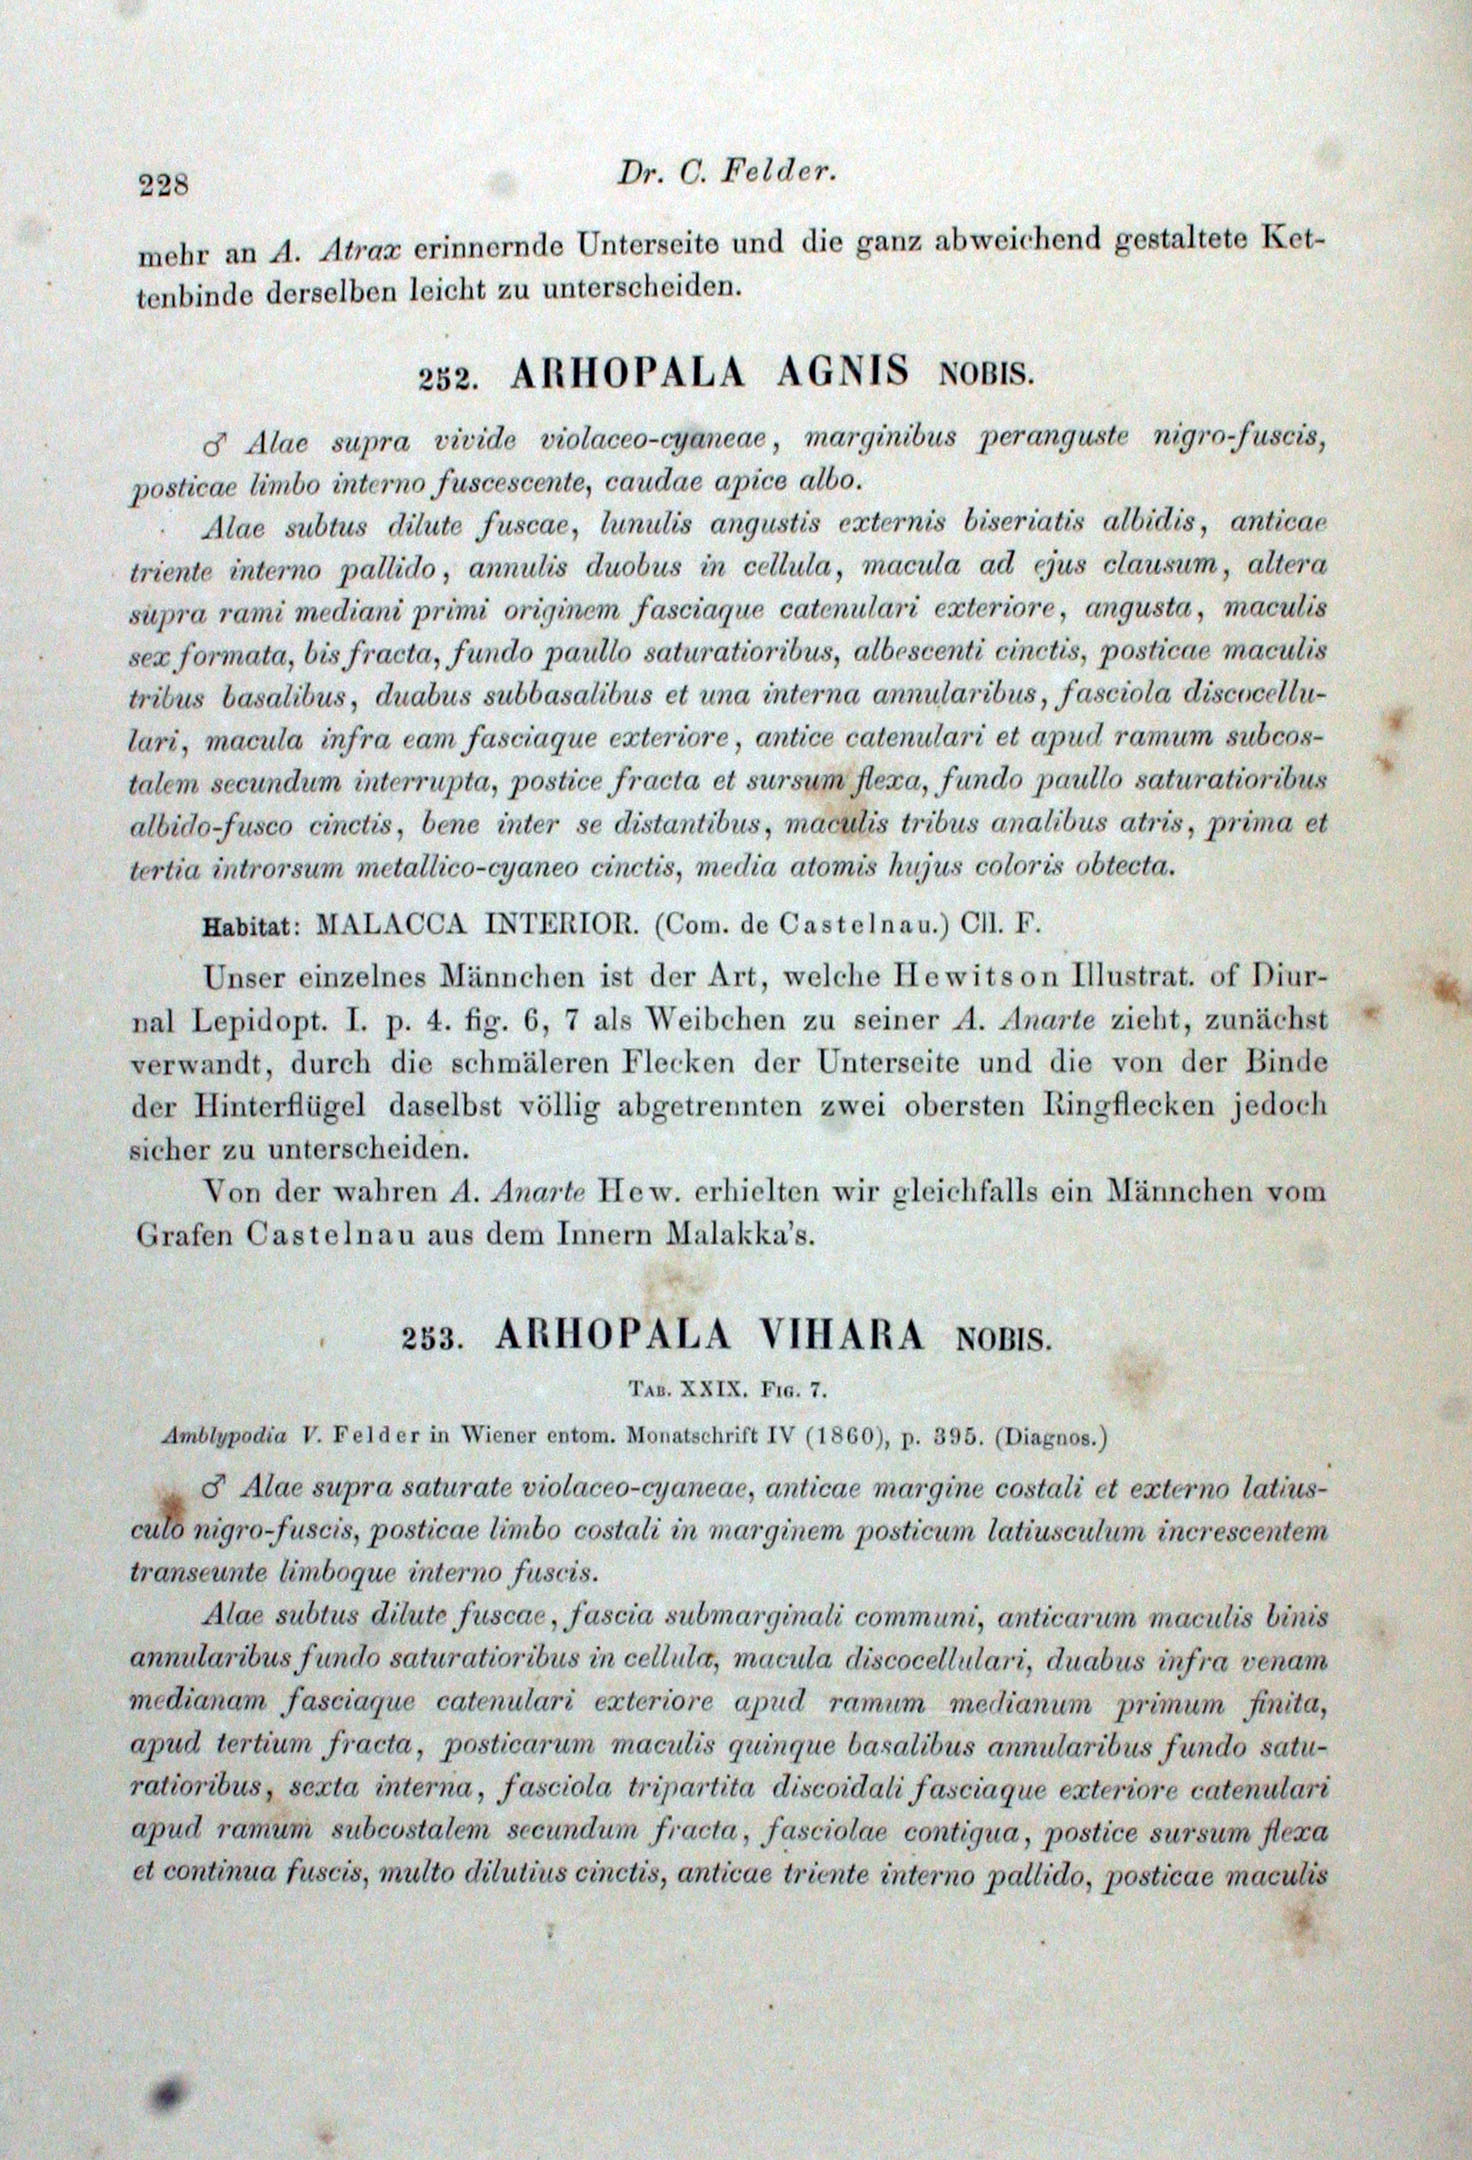 228
Dr. C. Felder.
mehr an A. Atrax erinnernde Unterseite und die ganz abweichend gestaltete Ket-
tenbinde derselben leicht zu unterscheiden.
252. ARHOPALA AGNIS NOBIS.
♂ Alae supra vivide violaceo-cyaneae, marginibus peranguste nigro-fuscis,
posticae limbo interno fuscescente, caudae apice albo.
Alae subtus dilute fuscae, lunulis angustis externis biseriatis albidis, anticae
triente interno pallido, annulis duobus in cellula, macula ad ejus clausum, altera
supra rami mediani primi originem fasciaque catenulari exteriore, angusta, maculis
sex formata, bis fracta, fundo paullo saturatioribus, albescenti cinctis, posticae maculis
tribus basalibus, duabus subbasalibus et una interna annularibus, fasciola discocellu-
lari, macula infra eam fasciaque exteriore, antice catenulari et apud ramum subcos-
talem secundum interrupta, postice fracta et sursum flexa, fundo paullo saturatioribus
albido-fusco cinctis, bene inter se distantibus, maculis tribus analibus atris, prima et
tertia introrsum metallico-cyaneo cinctis, media atomis hujus coloris obtecta.
Habitat: MALACCA INTERIOR. (Com. de Castelnau.) Cll. F.
Unser einzelnes Männchen ist der Art, welche Hewitson Illustrat. of Diur-
nal Lepidopt. I. p. 4. fig. 6, 7 als Weibchen zu seiner A. Anarte zieht, zunächst
verwandt, durch die schmäleren Flecken der Unterseite und die von der Binde
der Hinterflügel daselbst völlig abgetrennten zwei obersten Ringflecken jedoch
sicher zu unterscheiden.
Von der wahren A. Anarte Hew. erhielten wir gleichfalls ein Männchen vom
Grafen Castelnau aus dem Innern Malakka's.
253. ARHOPALA VIHARA NOBIS.
TAB. XXIX. FIG. 7.
Amblypodia V. Felder in Wiener entom. Monatschrift IV (1860), p. 395. (Diagnos.)
♂ Alae supra saturate violaceo-cyaneae, anticae margine costali et externo latius-
culo nigro-fuscis, posticae limbo costali in marginem posticum latiusculum increscentem
transeunte limboque interno fuscis.
Alae subtus dilute fuscae, fascia submarginali communi, anticarum maculis binis
annularibus fundo saturatioribus in cellula, macula discocellulari, duabus infra venam
medianam fasciaque catenulari exteriore apud ramum medianum primum finita,
apud tertium fracta, posticarum maculis quinque basalibus annularibus fundo satu-
ratioribus, sexta interna, fasciola tripartita discoidali fasciaque exteriore catenulari
apud ramum subcostalem secundum fracta, fasciolae contigua, postice sursum flexa
et continua fuscis, multo dilutius cinctis, anticae triente interno pallido, posticae maculis